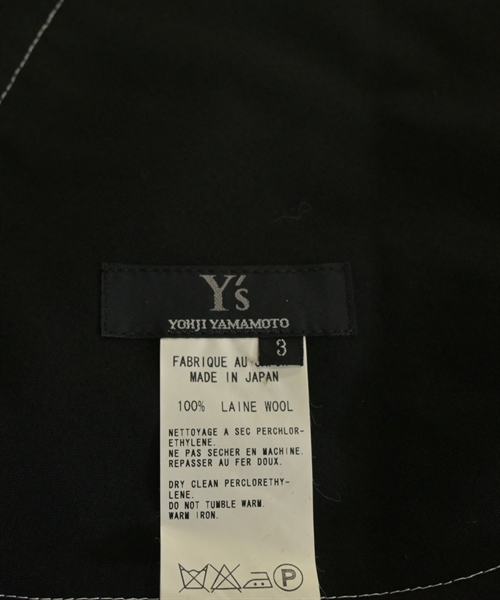 Y's
YOHJI YAMAMOTO
3
FABRIQUE AU JAPON
MADE IN JAPAN
100% LAINE WOOL
NETTOYAGE A SEC PERCHLOR-
ETHYLENE.
NE PAS SECHER EN MACHINE.
REPASSER AU FER DOUX.
DRY CLEAN PERCLORETHY-
LENE.
DO NOT TUMBLE WARM.
WARM IRON.
P